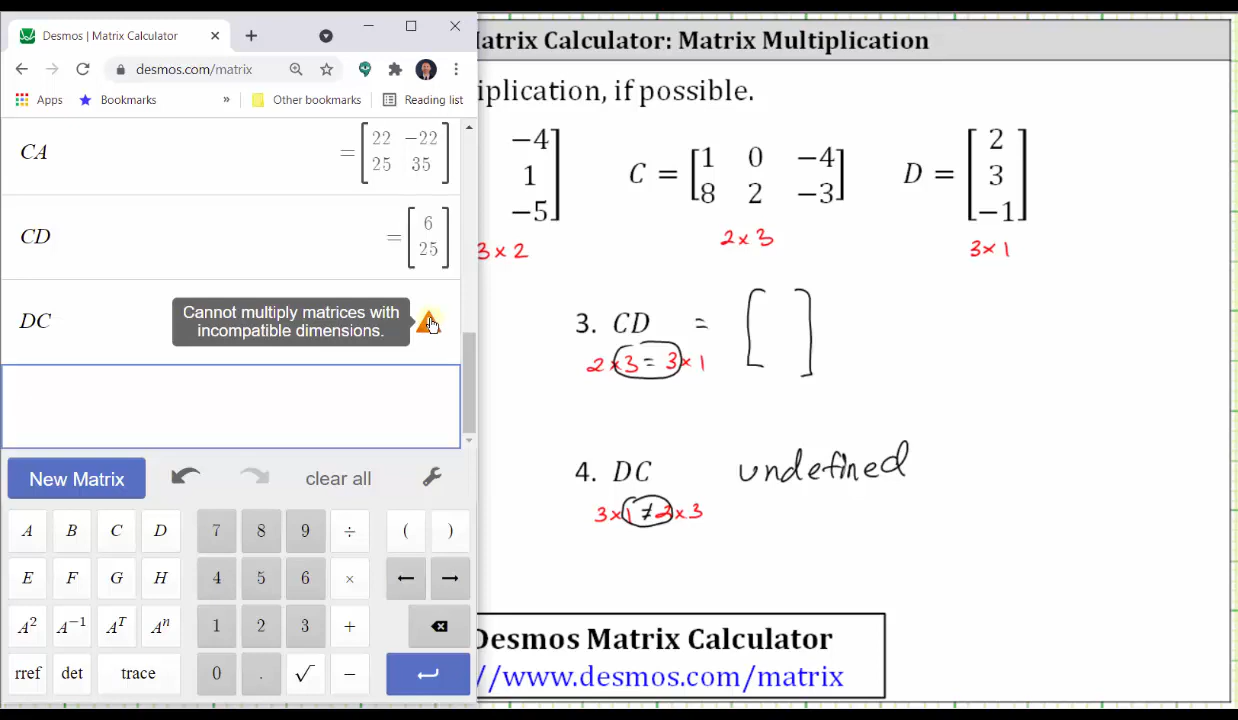 Desmos | Matrix Calculator
desmos.com/matrix
Apps Bookmarks » Other bookmarks Reading list
CA = [22 −22
25 35]
CD = [6
25]
DC
Cannot multiply matrices with
incompatible dimensions.
New Matrix clear all
A B C D 7 8 9 ÷ ( )
E F G H 4 5 6 × ← →
A² A⁻¹ Aᵀ Aⁿ 1 2 3 +
rref det trace 0 . √ −
atrix Calculator: Matrix Multiplication
iplication, if possible.
−4]
1
−5
3 x 2
C = [1 0 −4
8 2 −3]
2 x 3
D = [2
3
−1]
3 x 1
3. CD = [ ]
2 x 3 = 3 x 1
4. DC undefined
3 x 1 ≠ 2 x 3
Desmos Matrix Calculator
//www.desmos.com/matrix